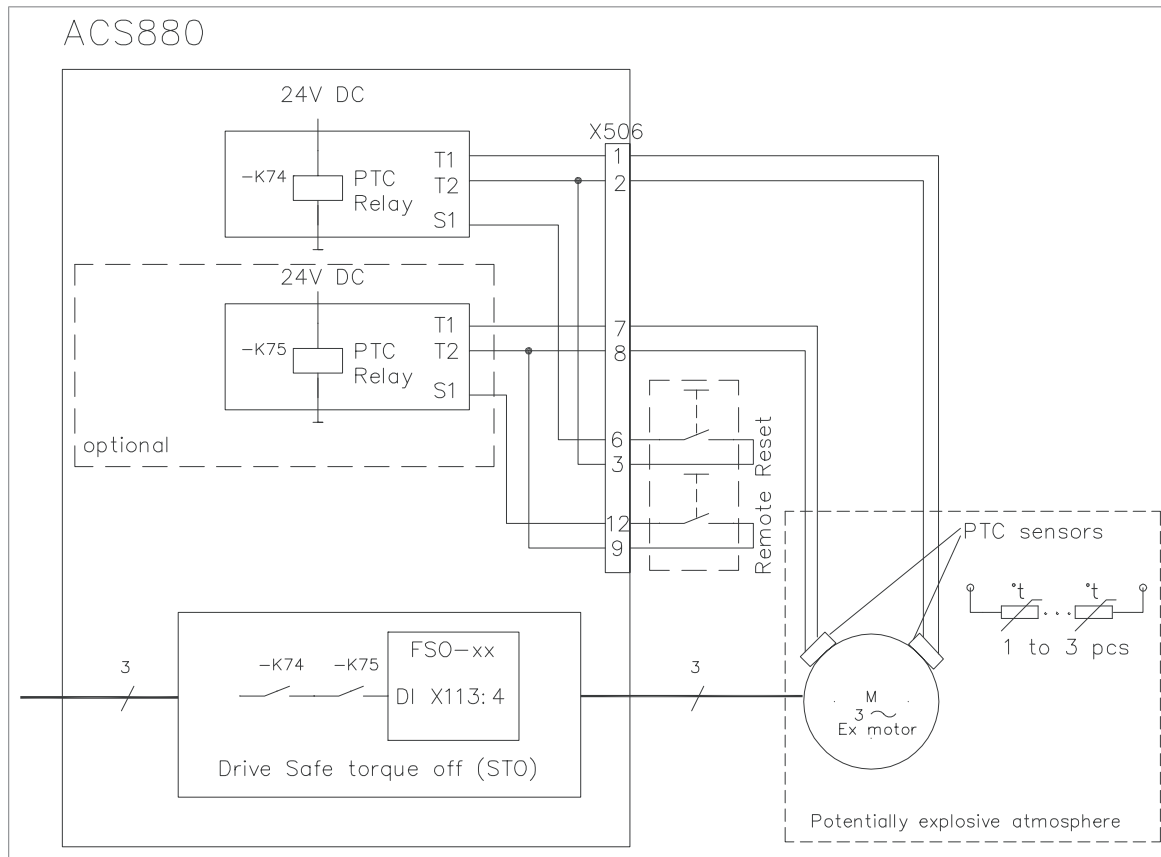 ACS880
24V DC
X506
-K74
PTC
Relay
T1
T2
S1
1
2
24V DC
-K75
PTC
Relay
T1
T2
S1
7
8
optional
6
3
12
9
Remote Reset
PTC sensors
°t
°t
1 to 3 pcs
3
-K74
-K75
FSO-xx
DI X113:4
Drive Safe torque off (STO)
3
M
3 ~
Ex motor
Potentially explosive atmosphere